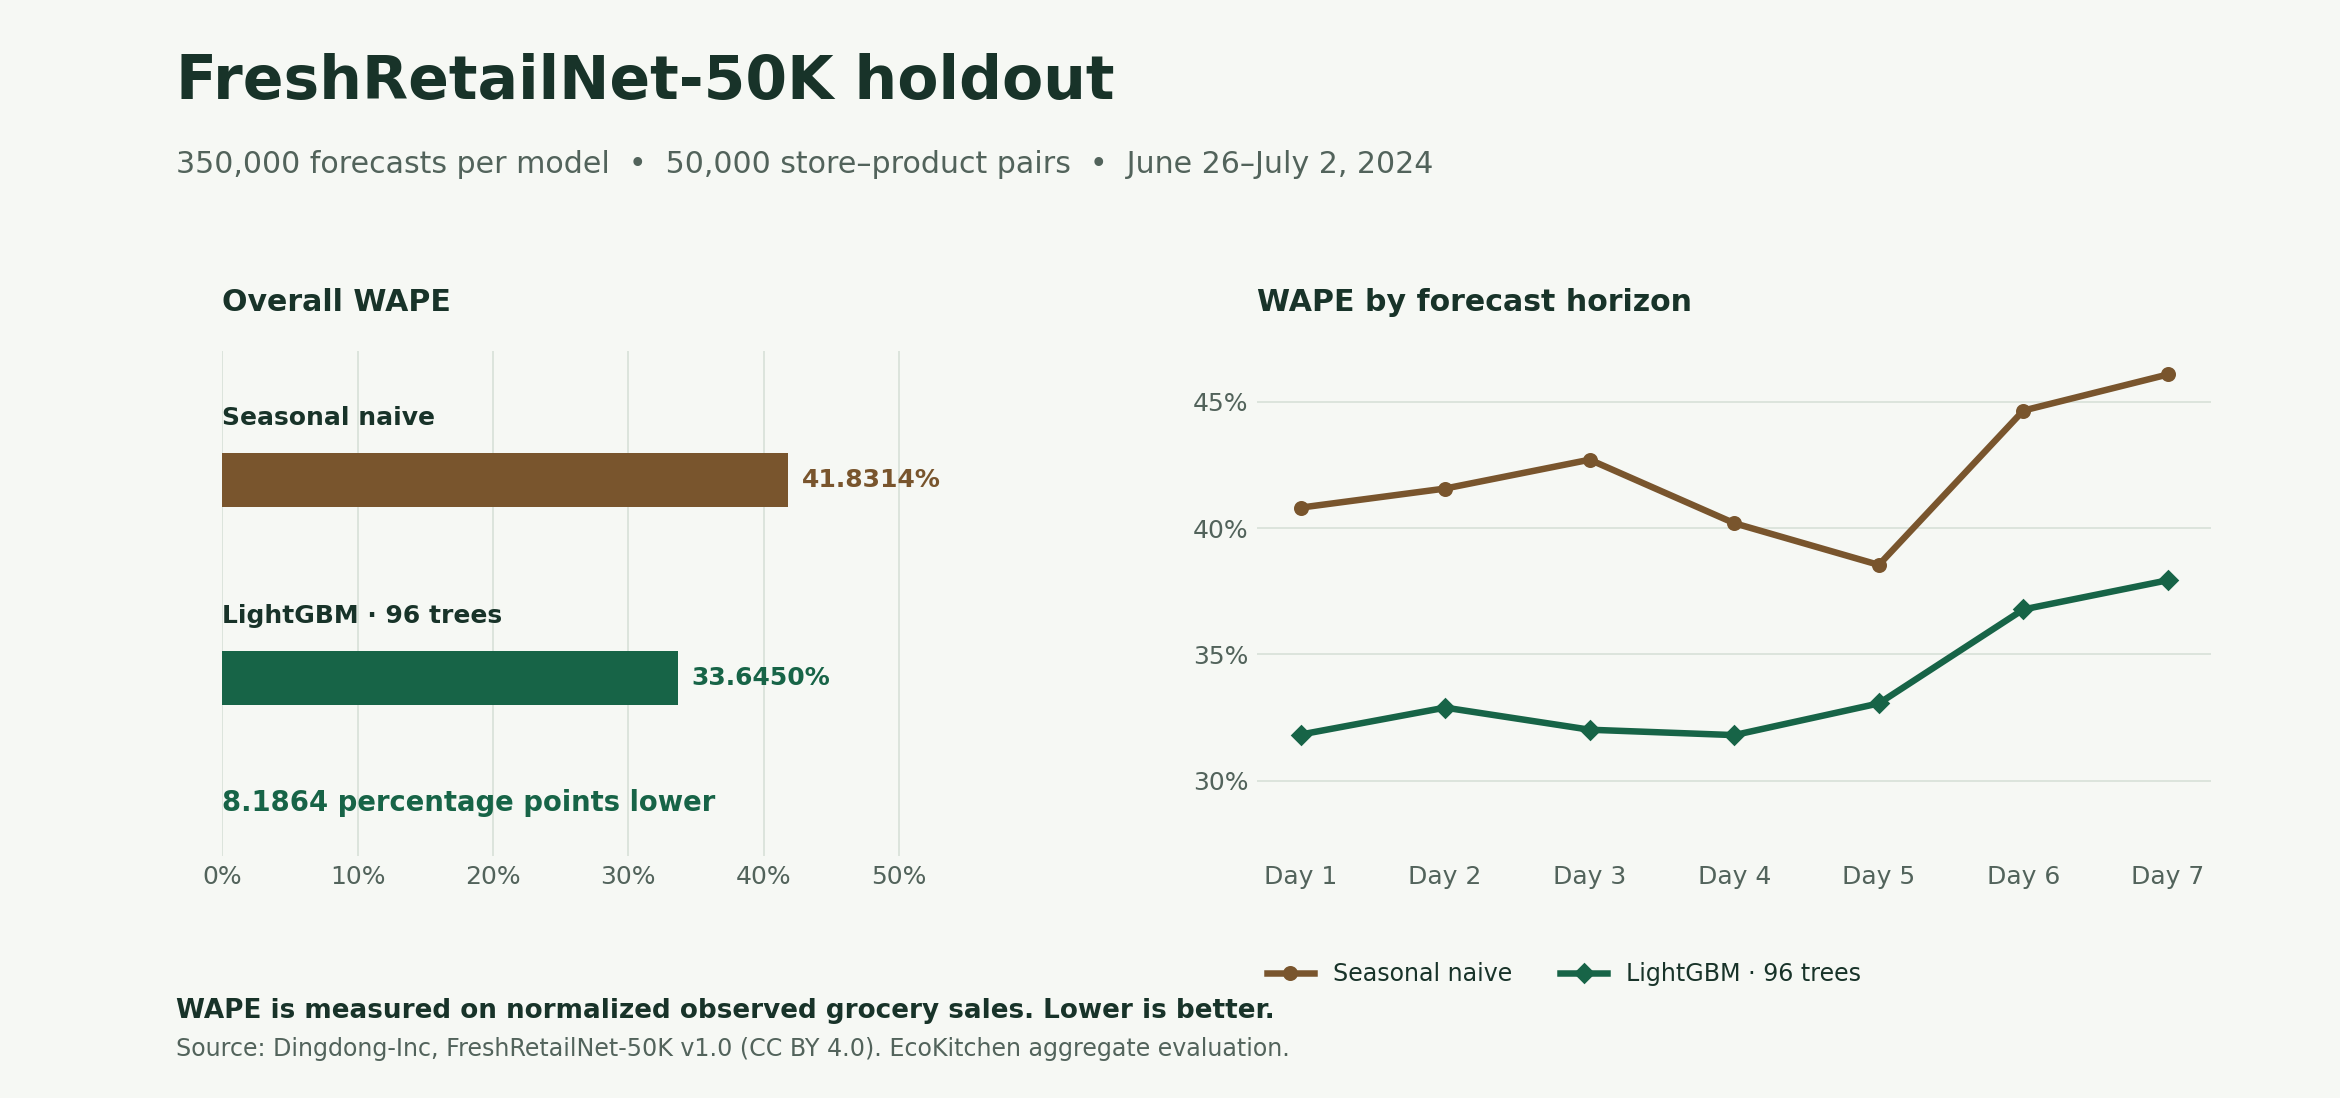 FreshRetailNet-50K holdout
350,000 forecasts per model • 50,000 store–product pairs • June 26–July 2, 2024
Overall WAPE
Seasonal naive
41.8314%
LightGBM · 96 trees
33.6450%
8.1864 percentage points lower
0% 10% 20% 30% 40% 50%
WAPE by forecast horizon
45%
40%
35%
30%
Day 1 Day 2 Day 3 Day 4 Day 5 Day 6 Day 7
Seasonal naive LightGBM · 96 trees
WAPE is measured on normalized observed grocery sales. Lower is better.
Source: Dingdong-Inc, FreshRetailNet-50K v1.0 (CC BY 4.0). EcoKitchen aggregate evaluation.